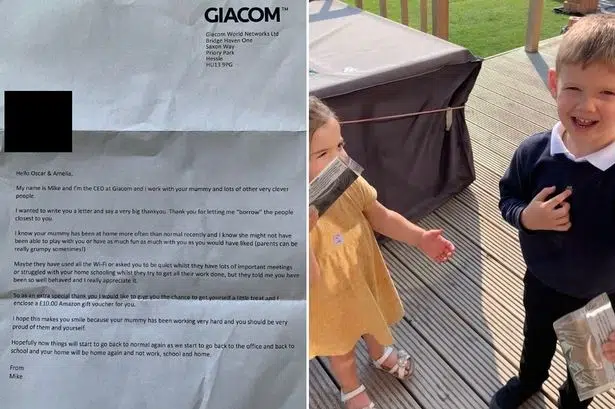 GIACOM™
Giacom World Networks Ltd
Bridge Haven One
Saxon Way
Priory Park
Hessle
HU13 9PG
Hello Oscar & Amelia,
My name is Mike and I'm the CEO at Giacom and I work with your mummy and lots of other very clever
people.
I wanted to write you a letter and say a very big thankyou. Thank you for letting me "borrow" the people
closest to you.
I know your mummy has been at home more often than normal recently and I know she might not have
been able to play with you or have as much fun as much with you as you would have liked (parents can be
really grumpy sometimes!)
Maybe they have used all the Wi-Fi or asked you to be quiet whilst they have lots of important meetings
or struggled with your home schooling whilst they try to get all their work done, but they told me you have
been so well behaved and I really appreciate it.
So as an extra special thank you I would like to give you the chance to get yourself a little treat and I
enclose a £10.00 Amazon gift voucher for you.
I hope this makes you smile because your mummy has been working very hard and you should be very
proud of them and yourself.
Hopefully now things will start to go back to normal again as we start to go back to the office and back to
school and your home will be home again and not work, school and home.
From
Mike